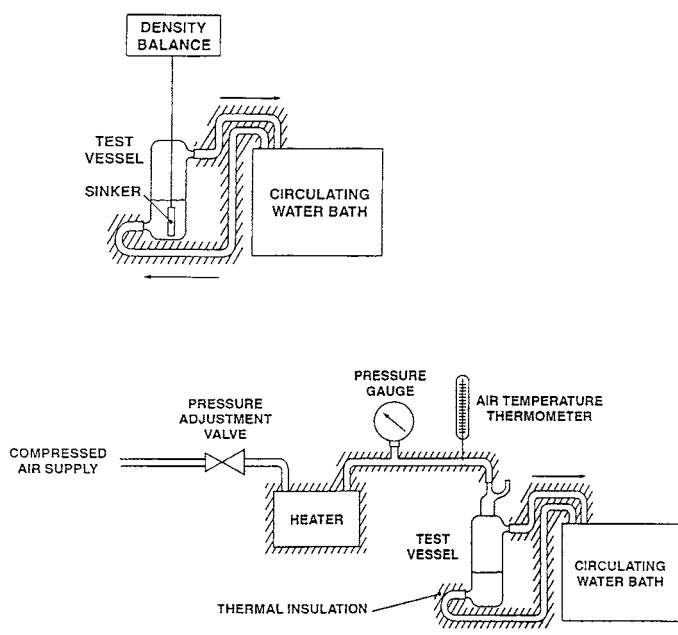 DENSITY
BALANCE
TEST
VESSEL
SINKER
CIRCULATING
WATER BATH
PRESSURE
GAUGE
AIR TEMPERATURE
THERMOMETER
PRESSURE
ADJUSTMENT
VALVE
COMPRESSED
AIR SUPPLY
HEATER
TEST
VESSEL
CIRCULATING
WATER BATH
THERMAL INSULATION